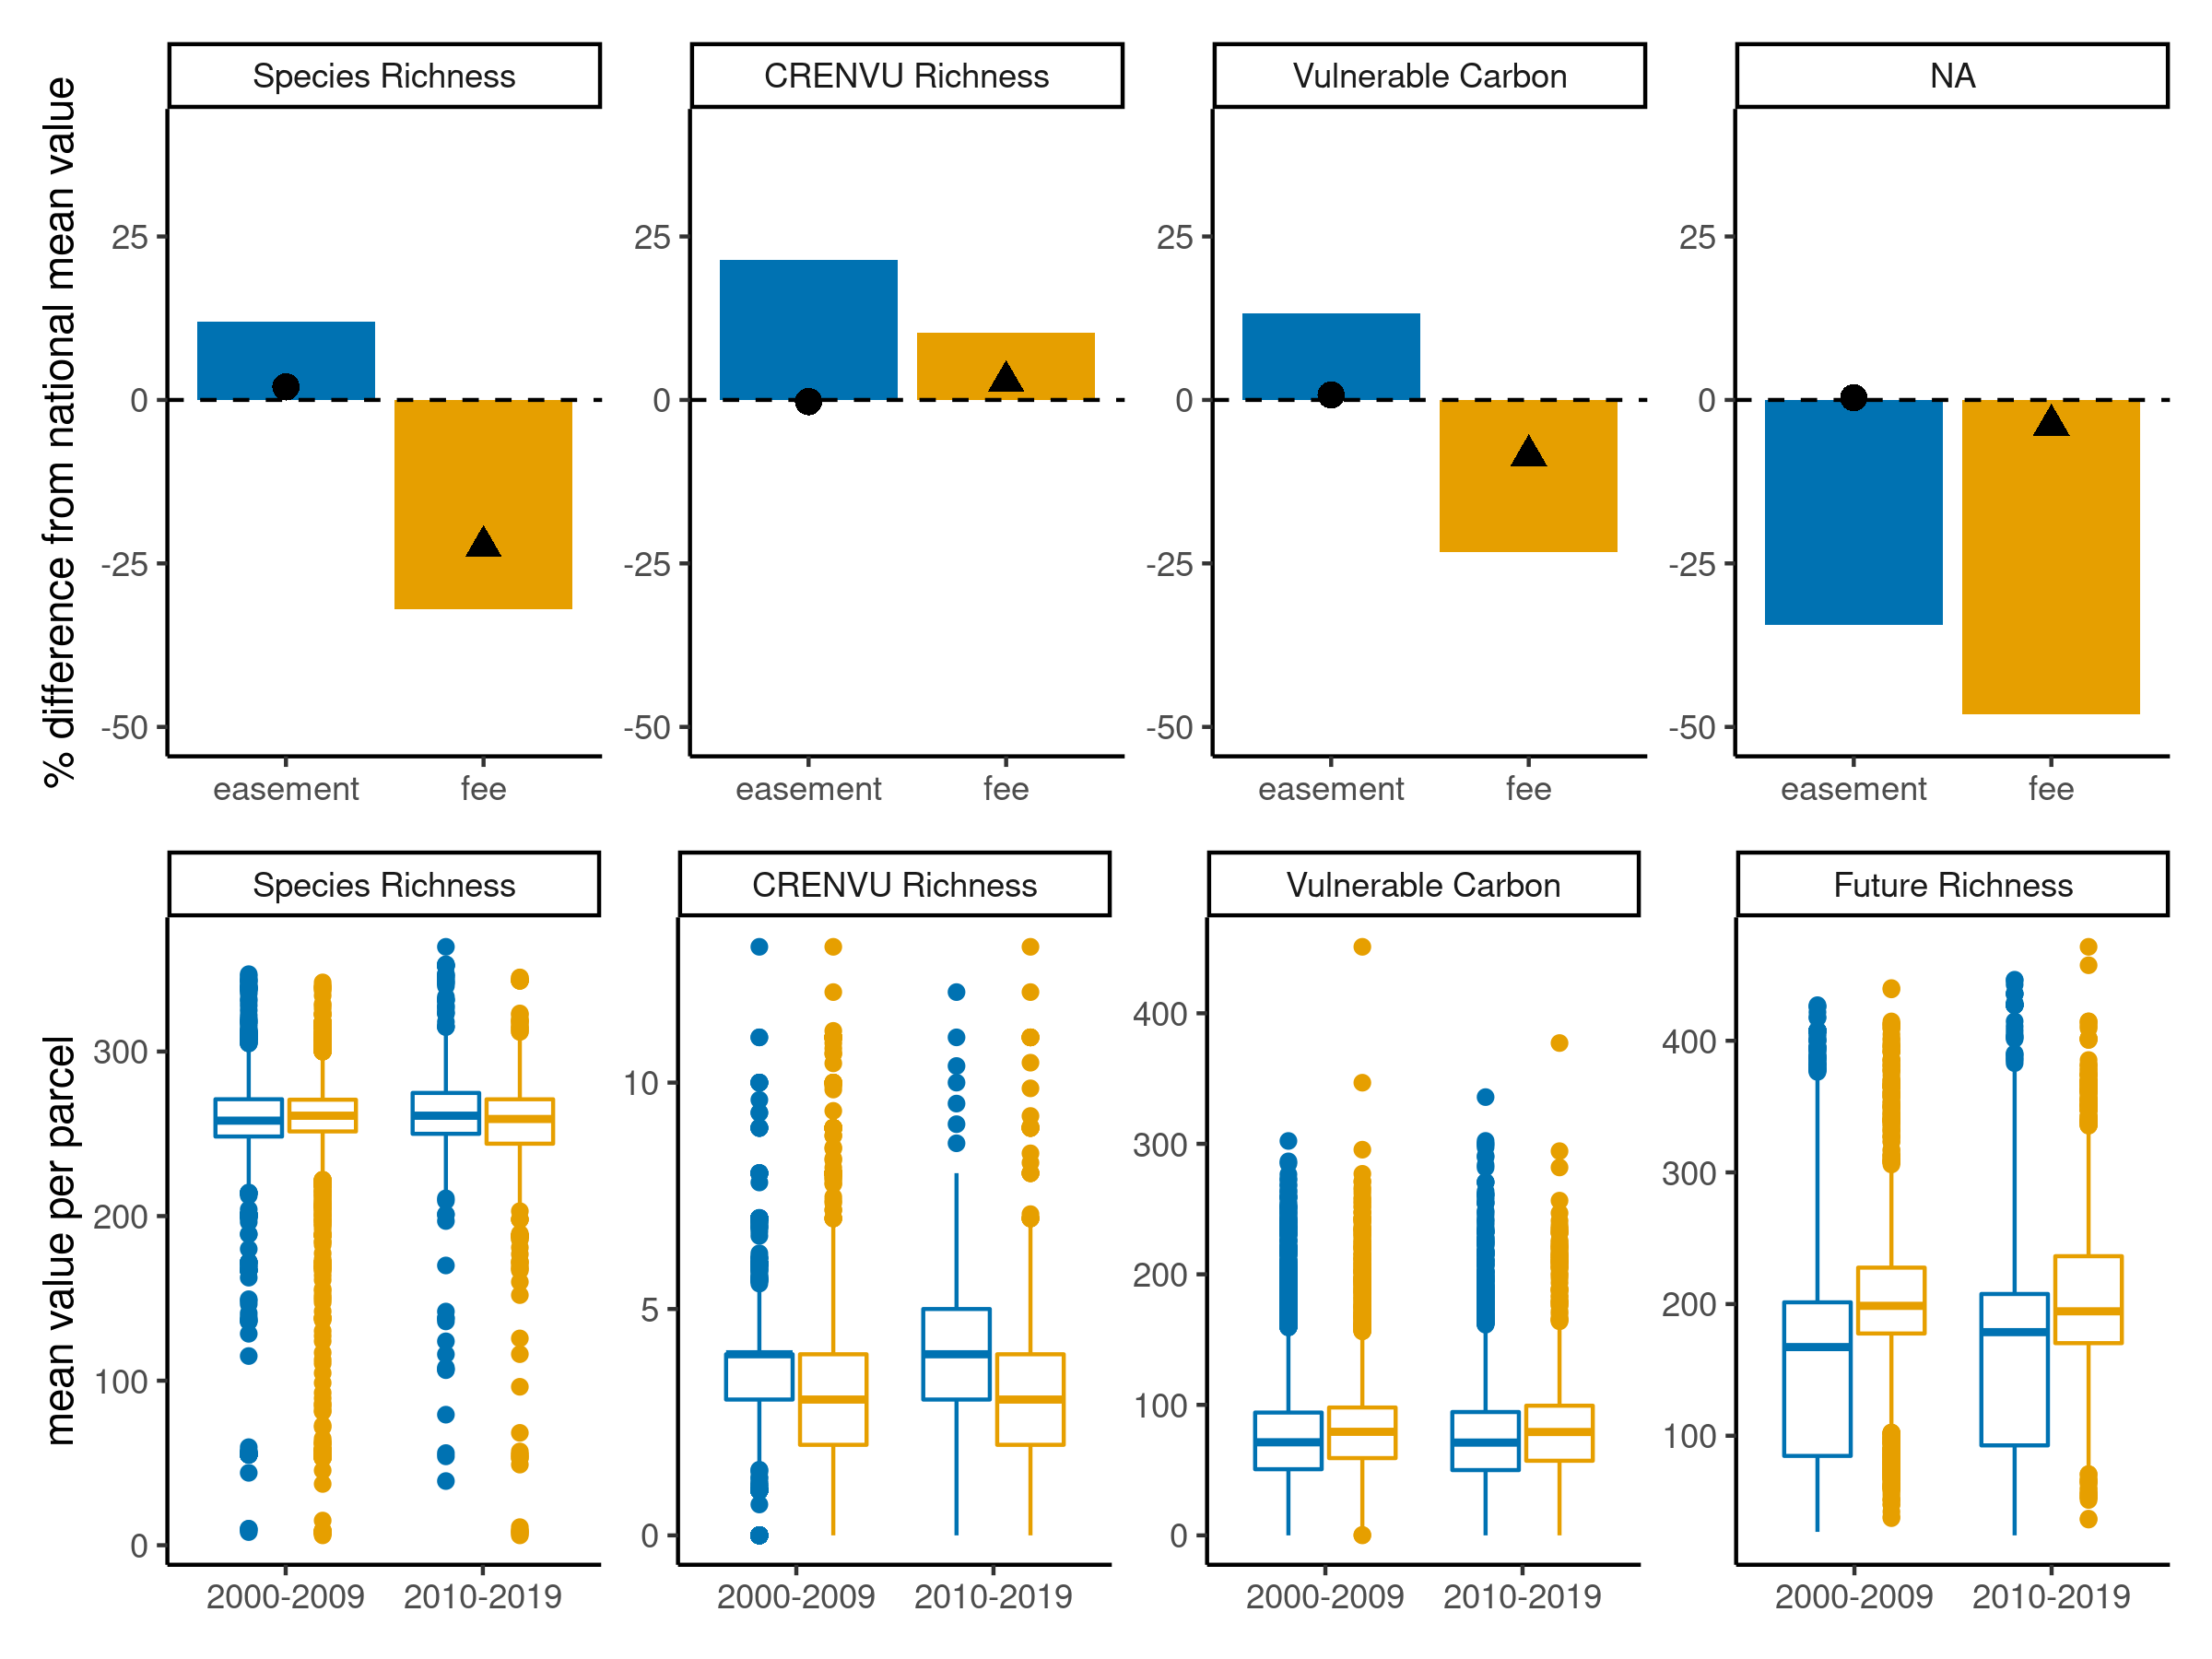 % difference from national mean value
Species Richness
CRENVU Richness
Vulnerable Carbon
NA
25
0
-25
-50
easement fee
25
0
-25
-50
easement fee
25
0
-25
-50
easement fee
25
0
-25
-50
easement fee
mean value per parcel
Species Richness
CRENVU Richness
Vulnerable Carbon
Future Richness
300
200
100
0
2000-2009 2010-2019
10
5
0
2000-2009 2010-2019
400
300
200
100
0
2000-2009 2010-2019
400
300
200
100
2000-2009 2010-2019